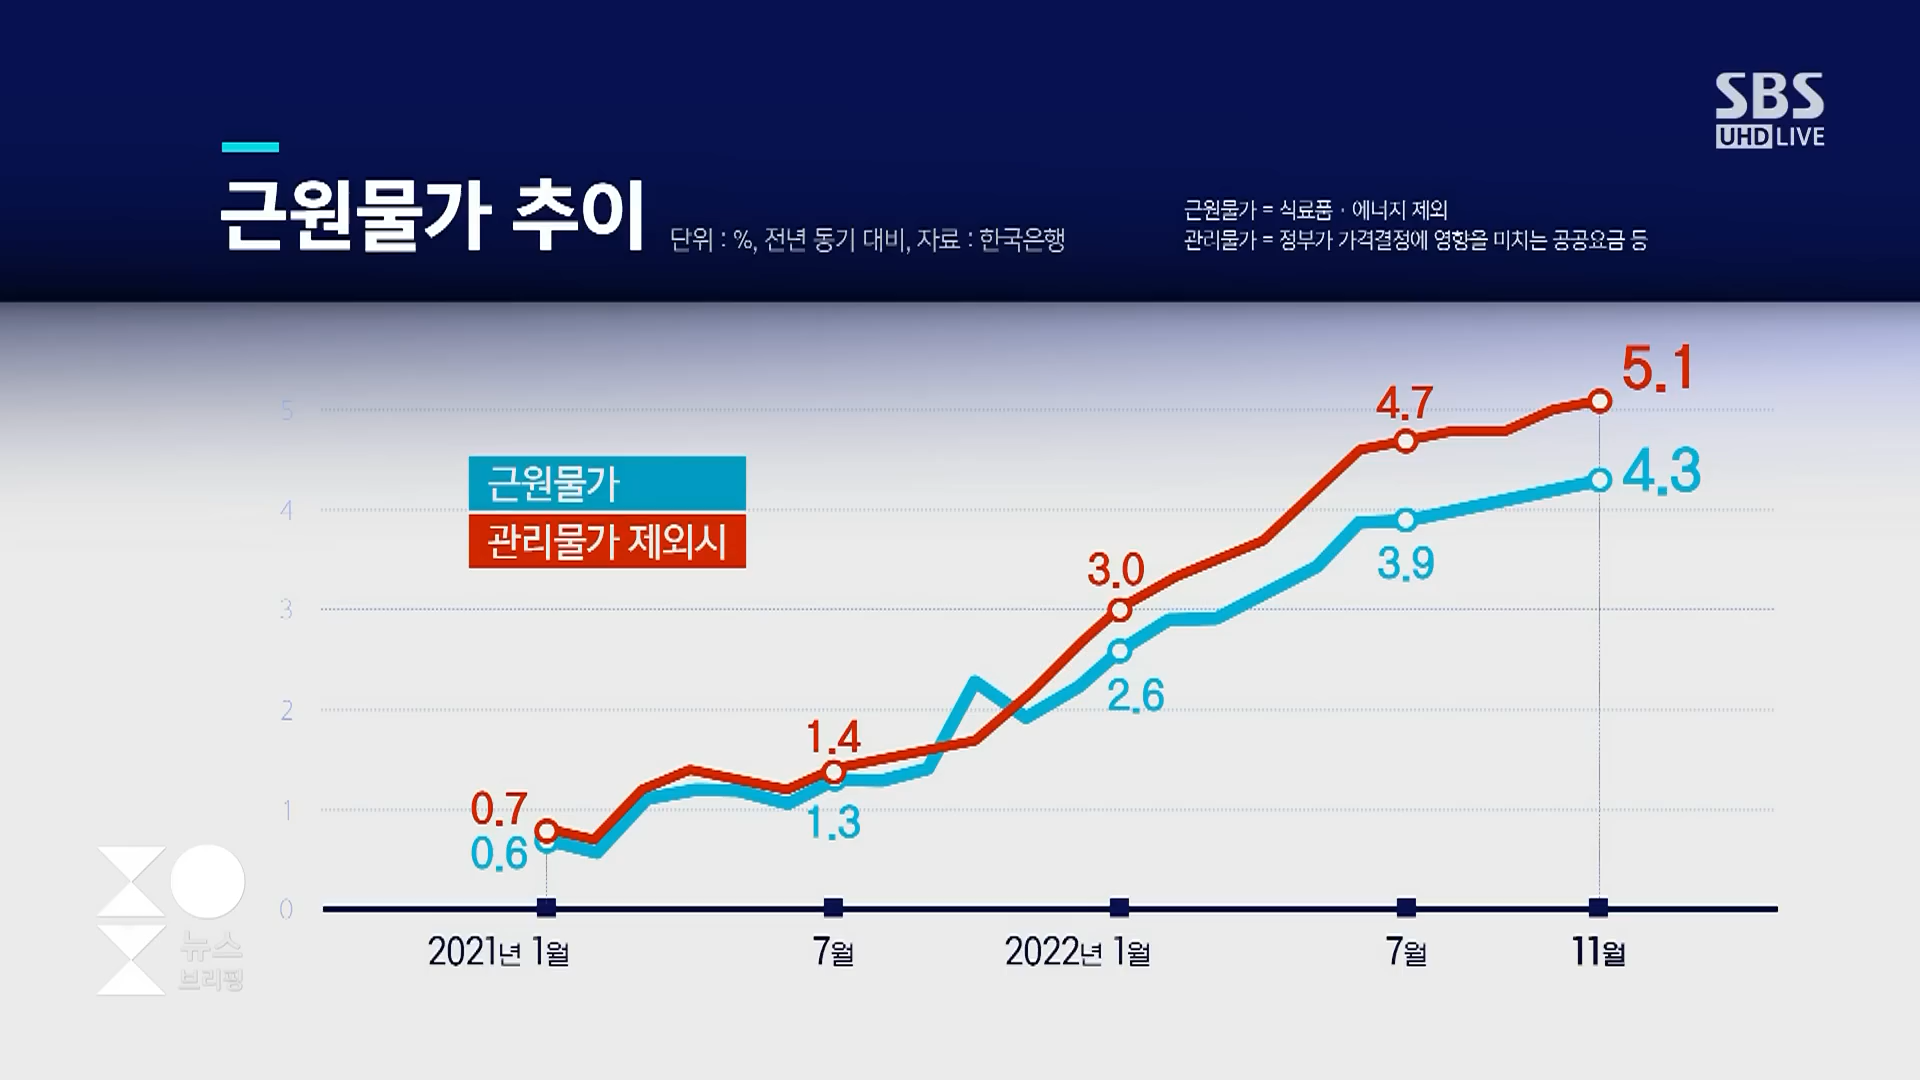 SBS
UHD LIVE
근원물가 추이
단위 : %, 전년 동기 대비, 자료 : 한국은행
근원물가 = 식료품 · 에너지 제외
관리물가 = 정부가 가격결정에 영향을 미치는 공공요금 등
5
4
3
2
1
0
근원물가
관리물가 제외시
0.7
0.6
1.4
1.3
3.0
2.6
4.7
3.9
5.1
4.3
2021년 1월
7월
2022년 1월
7월
11월
뉴스
브리핑